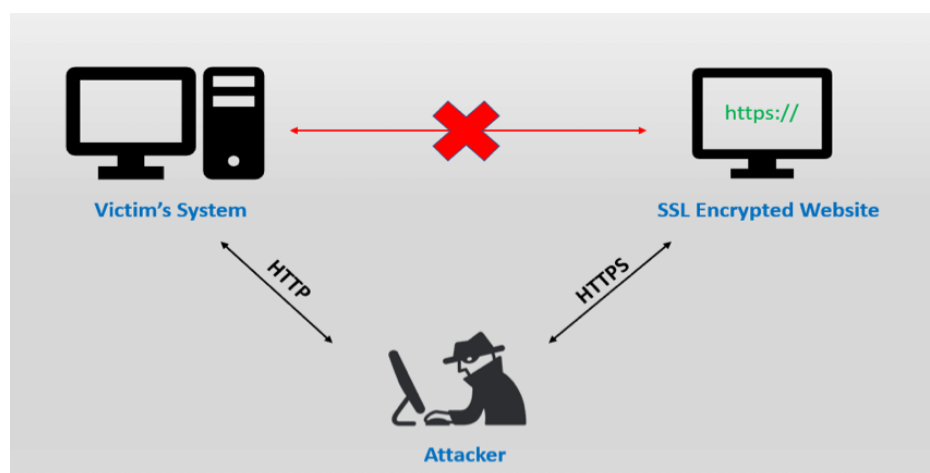 https://
Victim’s System
SSL Encrypted Website
HTTP
HTTPS
Attacker